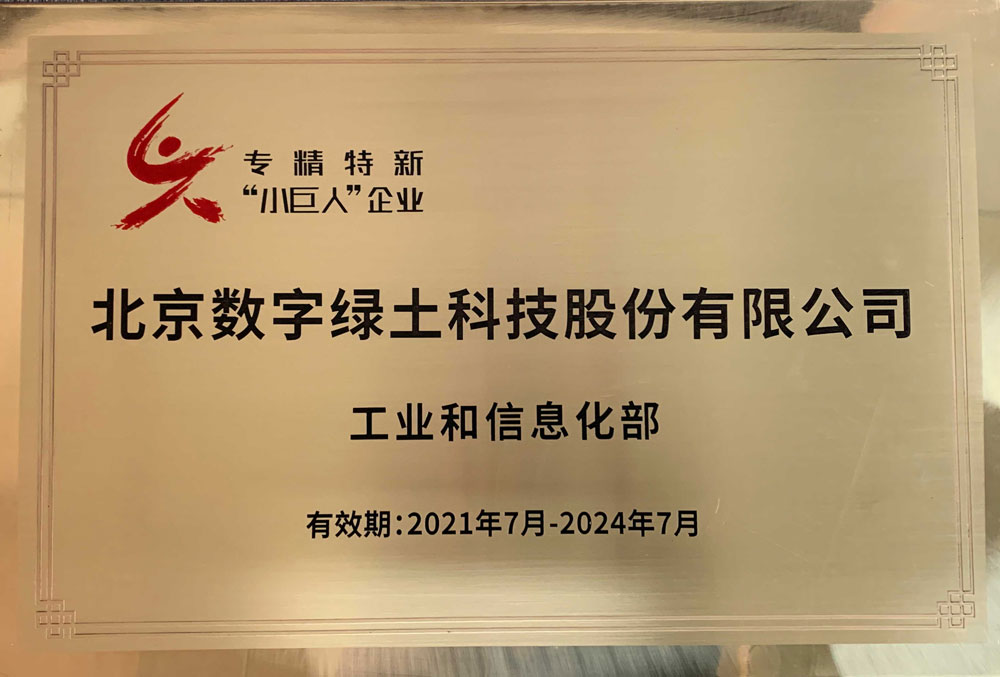 专精特新
“小巨人”企业
北京数字绿土科技股份有限公司
工业和信息化部
有效期：2021年7月-2024年7月